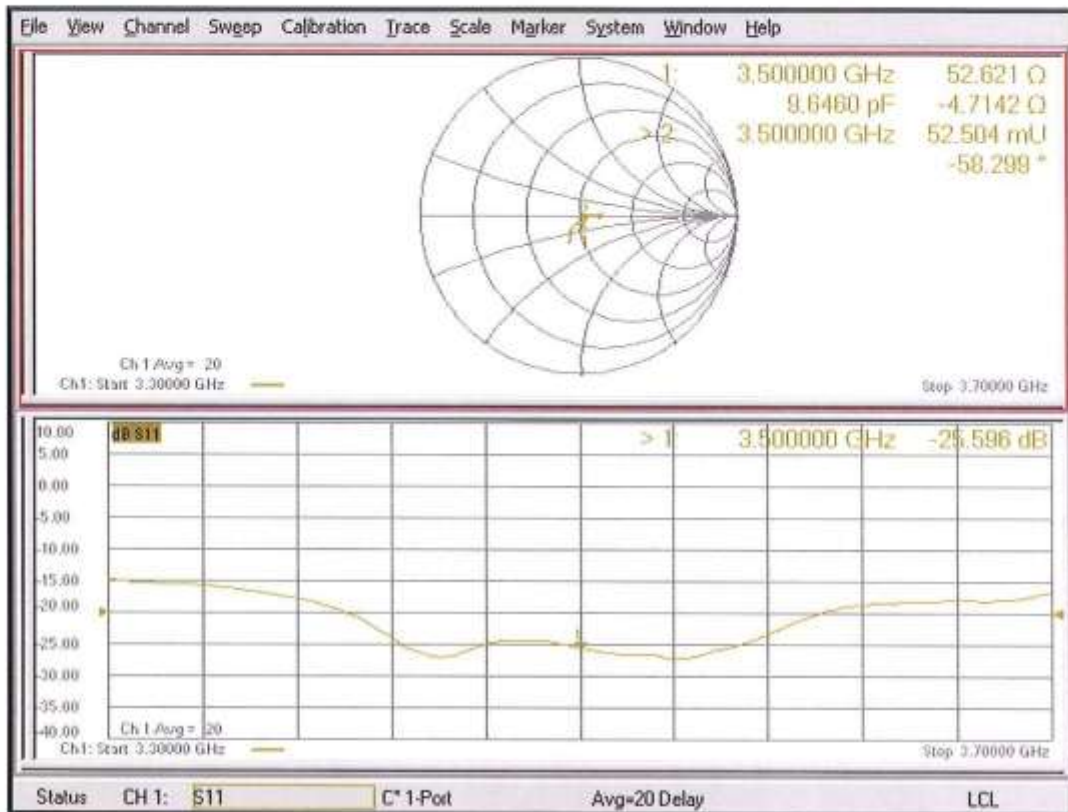 File View Channel Sweep Calibration Trace Scale Marker System Window Help
1: 3.500000 GHz 52.621 Ω
9.6460 pF -4.7142 Ω
> 2: 3.500000 GHz 52.504 mU
-58.299 °
Ch 1 Avg = 20
Ch1: Start 3.30000 GHz
Stop 3.70000 GHz
10.00 dB S11 > 1: 3.500000 GHz -25.596 dB
5.00
0.00
-5.00
-10.00
-15.00
-20.00
-25.00
-30.00
-35.00
-40.00
Ch 1 Avg = 20
Ch1: Start 3.30000 GHz
Stop 3.70000 GHz
Status CH 1: S11 C* 1-Port Avg=20 Delay LCL